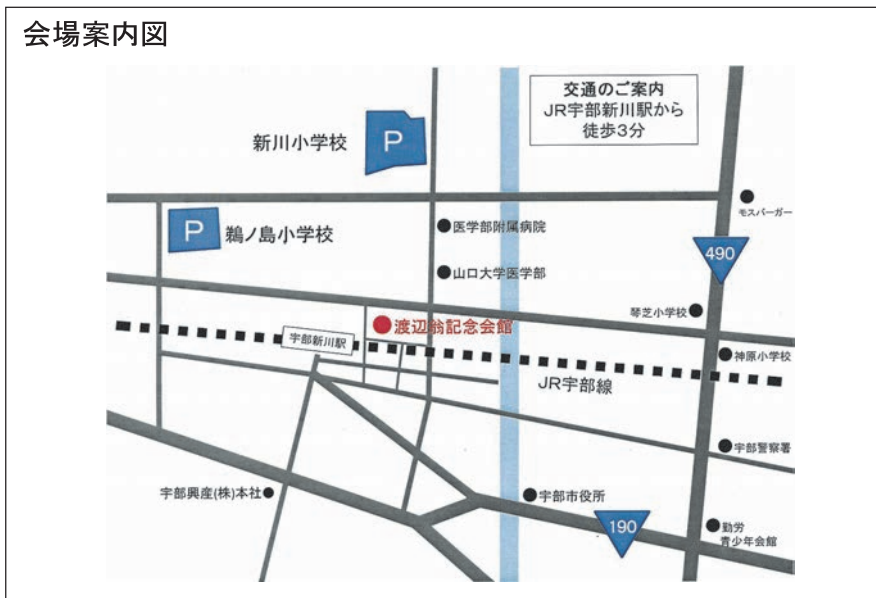 会場案内図
交通のご案内
JR宇部新川駅から
徒歩3分
新川小学校
P
モスバーガー
P
鵜ノ島小学校
医学部附属病院
490
山口大学医学部
琴芝小学校
渡辺翁記念会館
宇部新川駅
神原小学校
JR宇部線
宇部警察署
宇部興産(株)本社
宇部市役所
190
勤労
青少年会館